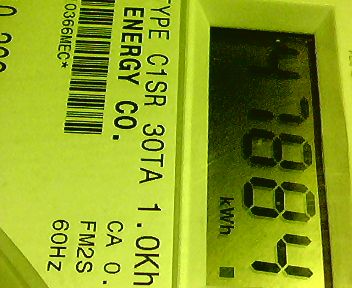 47884
kWh
TYPE C1SR 30TA 1.0Kh
ENERGY CO. CA 0.
FM2S
0366MEC* 60Hz